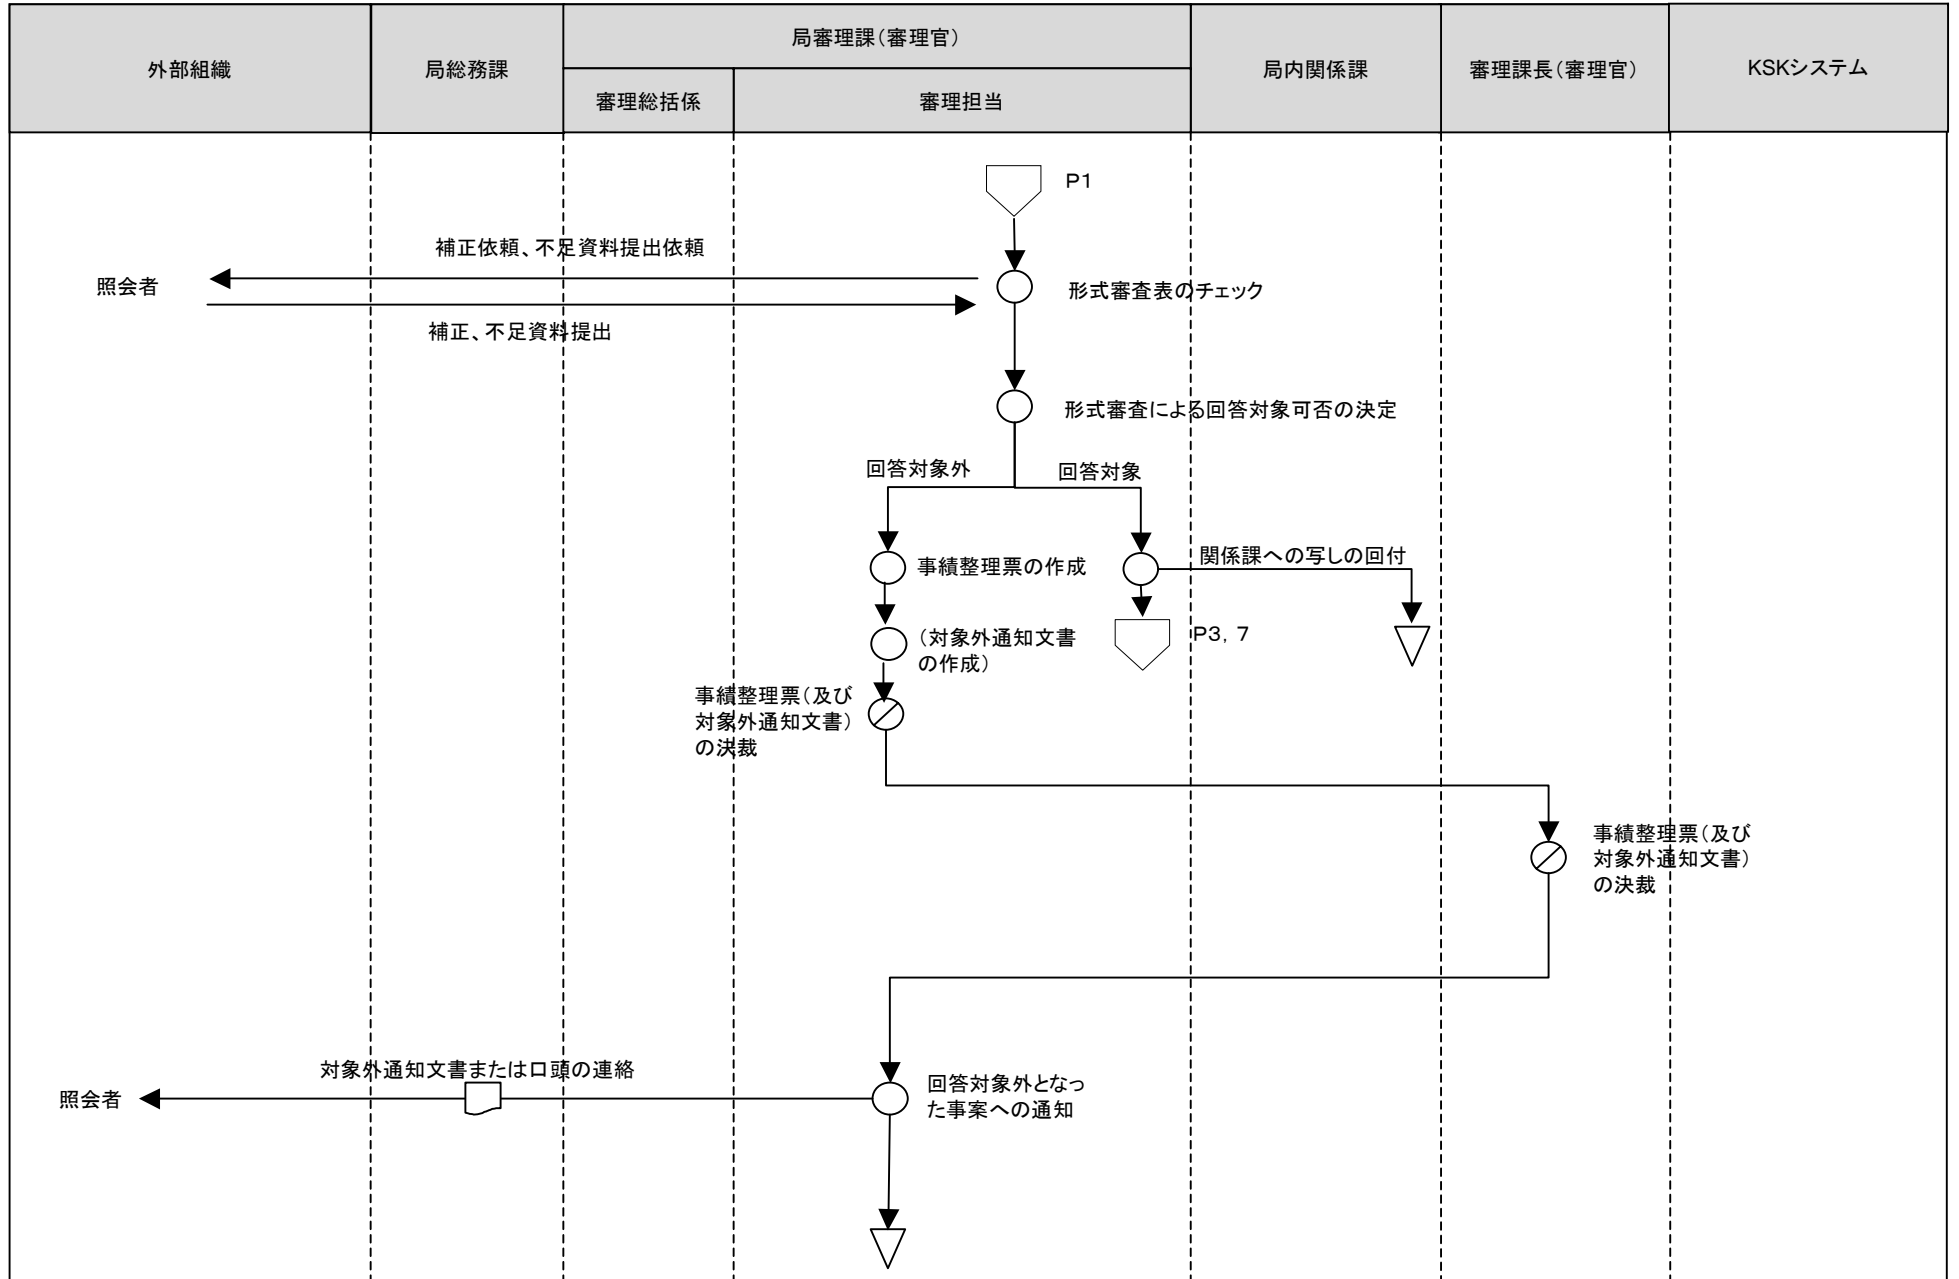 外部組織
局総務課
局審理課（審理官）
審理総括係
審理担当
局内関係課
審理課長（審理官）
KSKシステム
P1
補正依頼、不足資料提出依頼
照会者
形式審査表のチェック
補正、不足資料提出
形式審査による回答対象可否の決定
回答対象外
回答対象
事績整理票の作成
関係課への写しの回付
（対象外通知文書
の作成）
P3，7
事績整理票（及び
対象外通知文書）
の決裁
事績整理票（及び
対象外通知文書）
の決裁
対象外通知文書または口頭の連絡
照会者
回答対象外となっ
た事案への通知